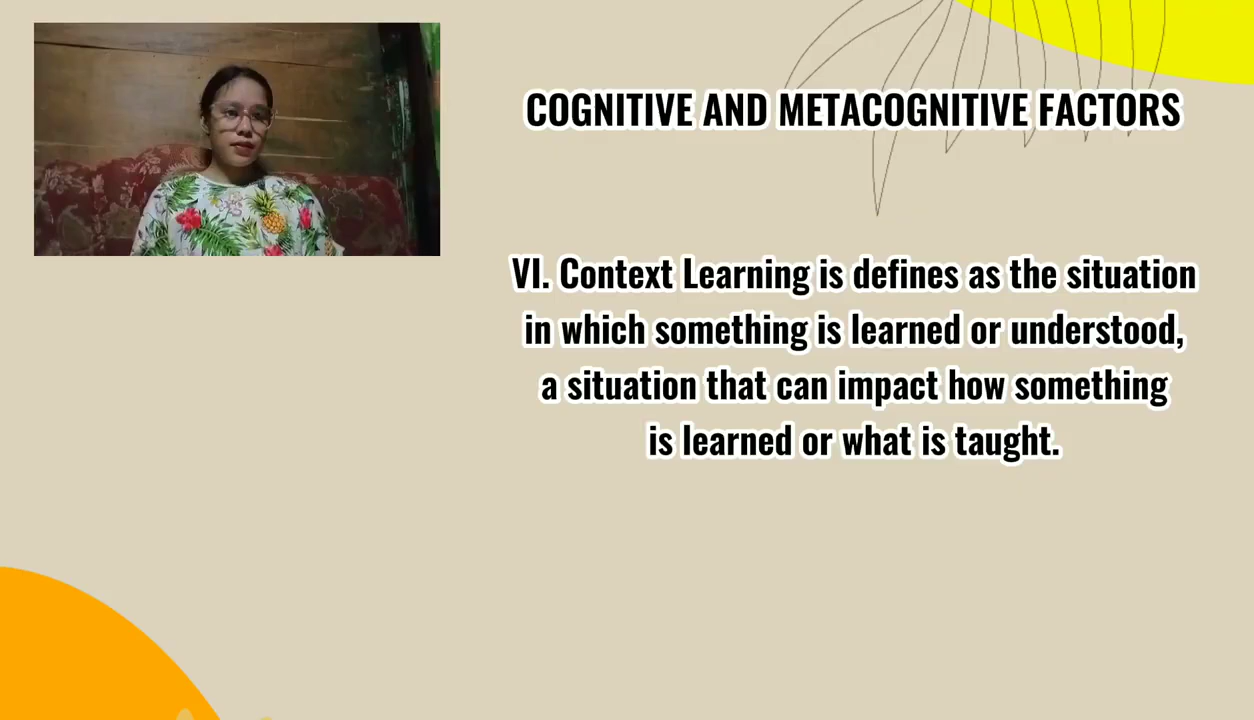 COGNITIVE AND METACOGNITIVE FACTORS
VI. Context Learning is defines as the situation
in which something is learned or understood,
a situation that can impact how something
is learned or what is taught.